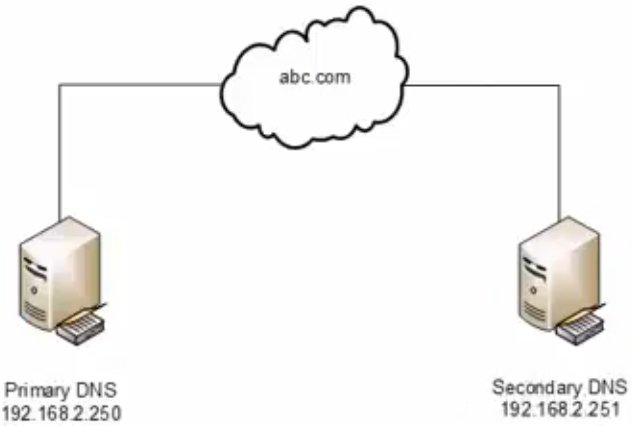 abc.com
Primary DNS
192.168.2.250
Secondary DNS
192.168.2.251